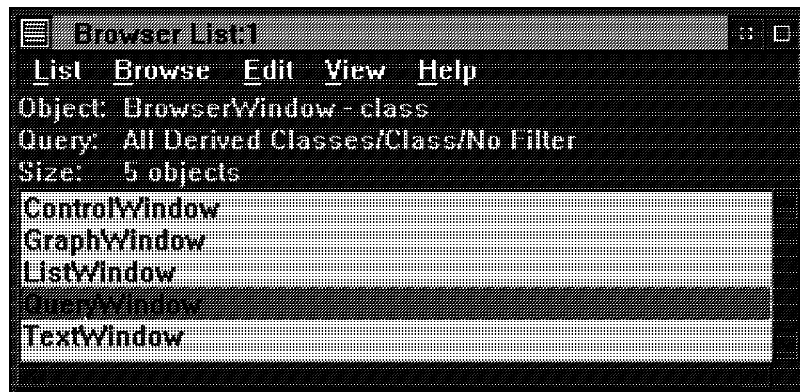 Browser List:1
List Browse Edit View Help
Object: BrowserWindow - class
Query: All Derived Classes/Class/No Filter
Size: 5 objects
ControlWindow
GraphWindow
ListWindow
QueryWindow
TextWindow